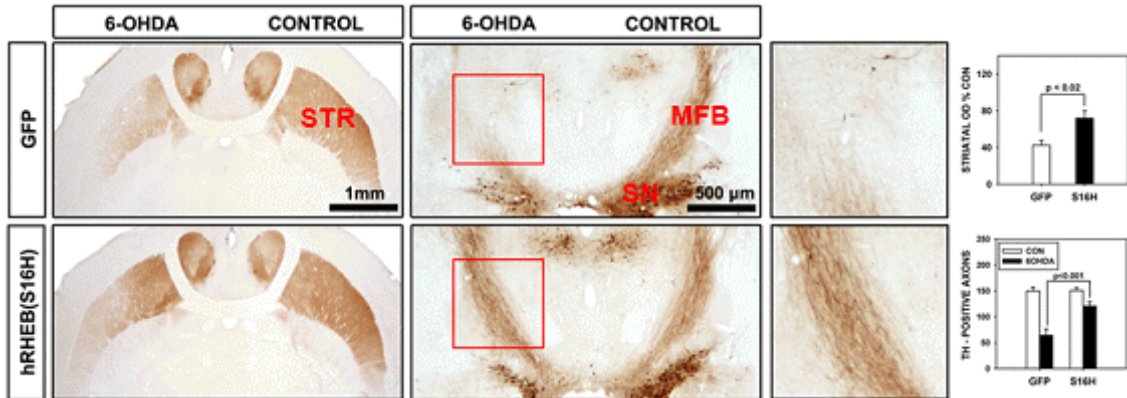 6-OHDA CONTROL
6-OHDA CONTROL
GFP
STR
1mm
MFB
SN
500 µm
STRIATAL OD % CON
120
80
40
0
p < 0.02
GFP S16H
hRHEB(S16H)
TH - POSITIVE AXONS
250
200
150
100
50
0
CON
6OHDA
p<0.001
GFP S16H